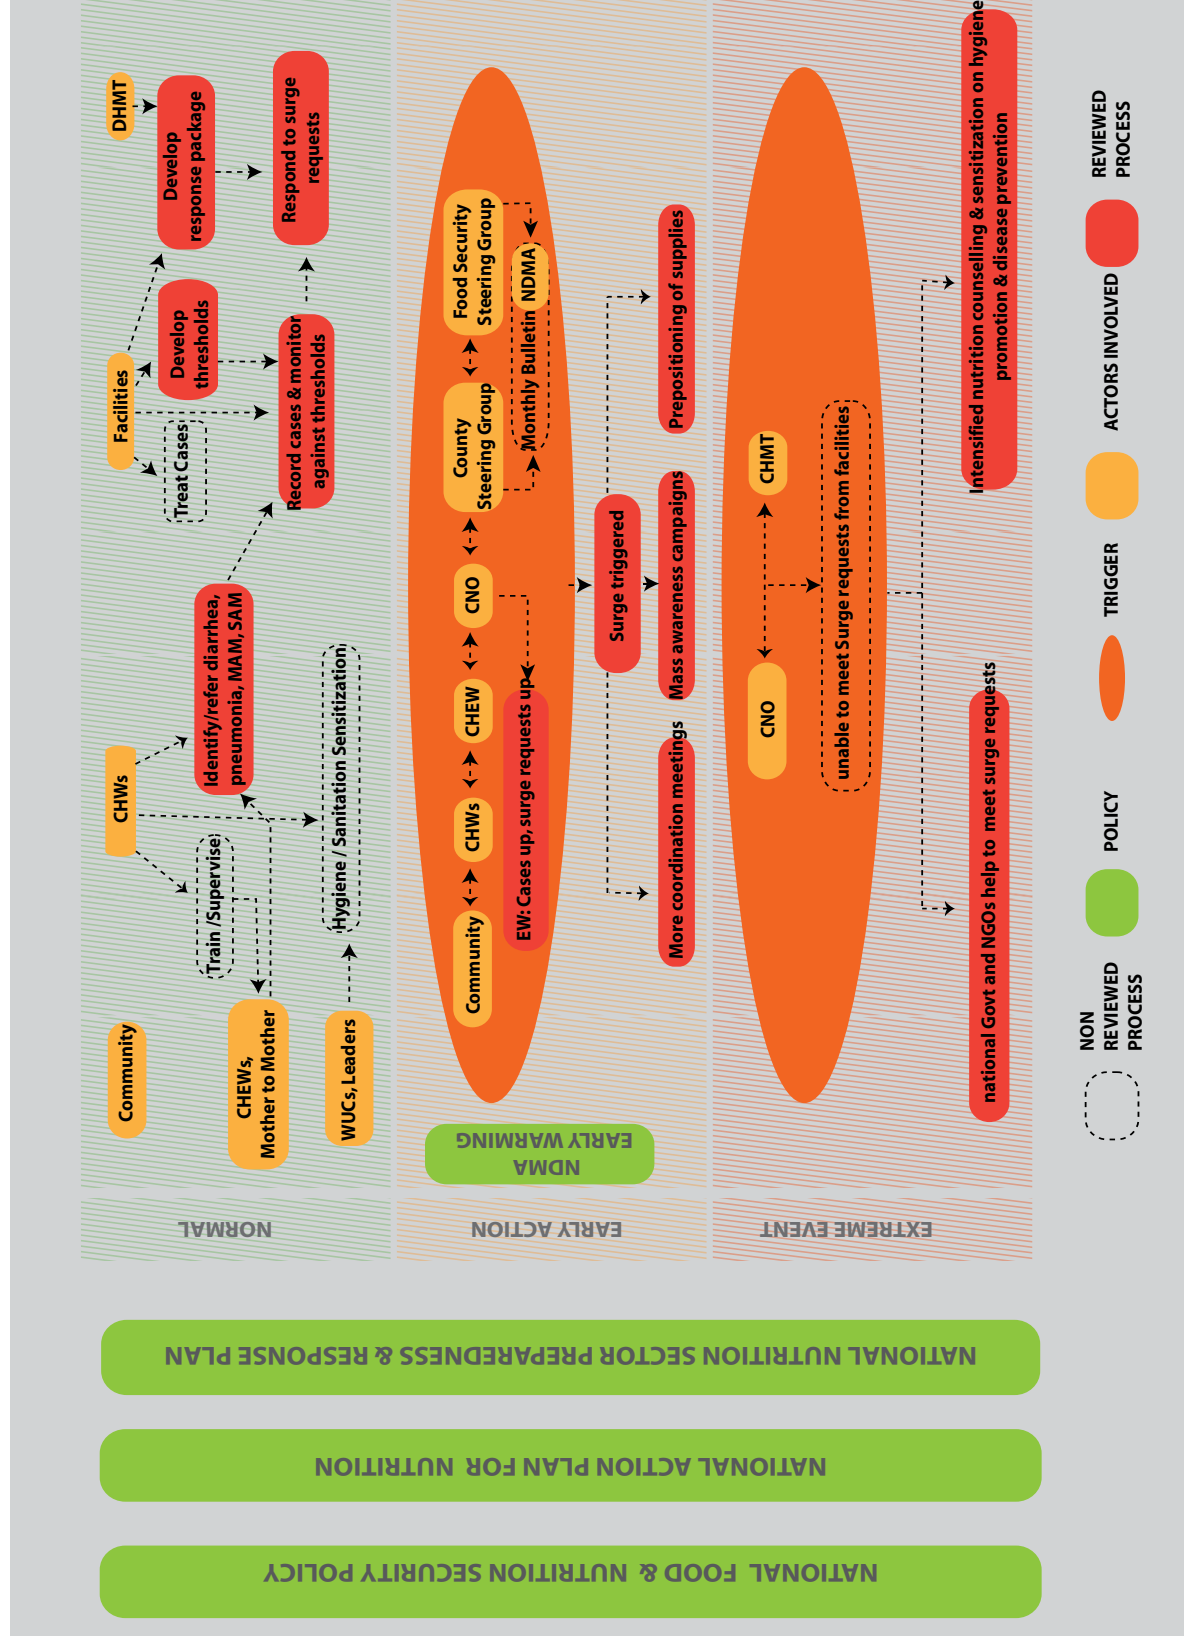 NATIONAL FOOD & NUTRITION SECURITY POLICY
NATIONAL ACTION PLAN FOR NUTRITION
NATIONAL NUTRITION SECTOR PREPAREDNESS & RESPONSE PLAN
NORMAL
Community
CHWs
Facilities
DHMT
Train /Supervise
Identify/refer diarrhea,
pneumonia, MAM, SAM
Treat Cases
Develop
thresholds
Develop
response package
CHEWs,
Mother to Mother
WUCs, Leaders
Hygiene / Sanitation Sensitization
Record cases & monitor
against thresholds
Respond to surge
requests
EARLY ACTION
NDMA
EARLY WARMING
Community
CHWs
CHEW
CNO
County
Steering Group
Food Security
Steering Group
EW: Cases up, surge requests up
Monthly Bulletin
NDMA
Surge triggered
More coordination meetings
Mass awareness campaigns
Prepositioning of supplies
EXTREME EVENT
CNO
CHMT
unable to meet Surge requests from facilities
national Govt and NGOs help to meet surge requests
Intensified nutrition counselling & sensitization on hygiene
promotion & disease prevention
NON
REVIEWED
PROCESS
POLICY
TRIGGER
ACTORS INVOLVED
REVIEWED
PROCESS